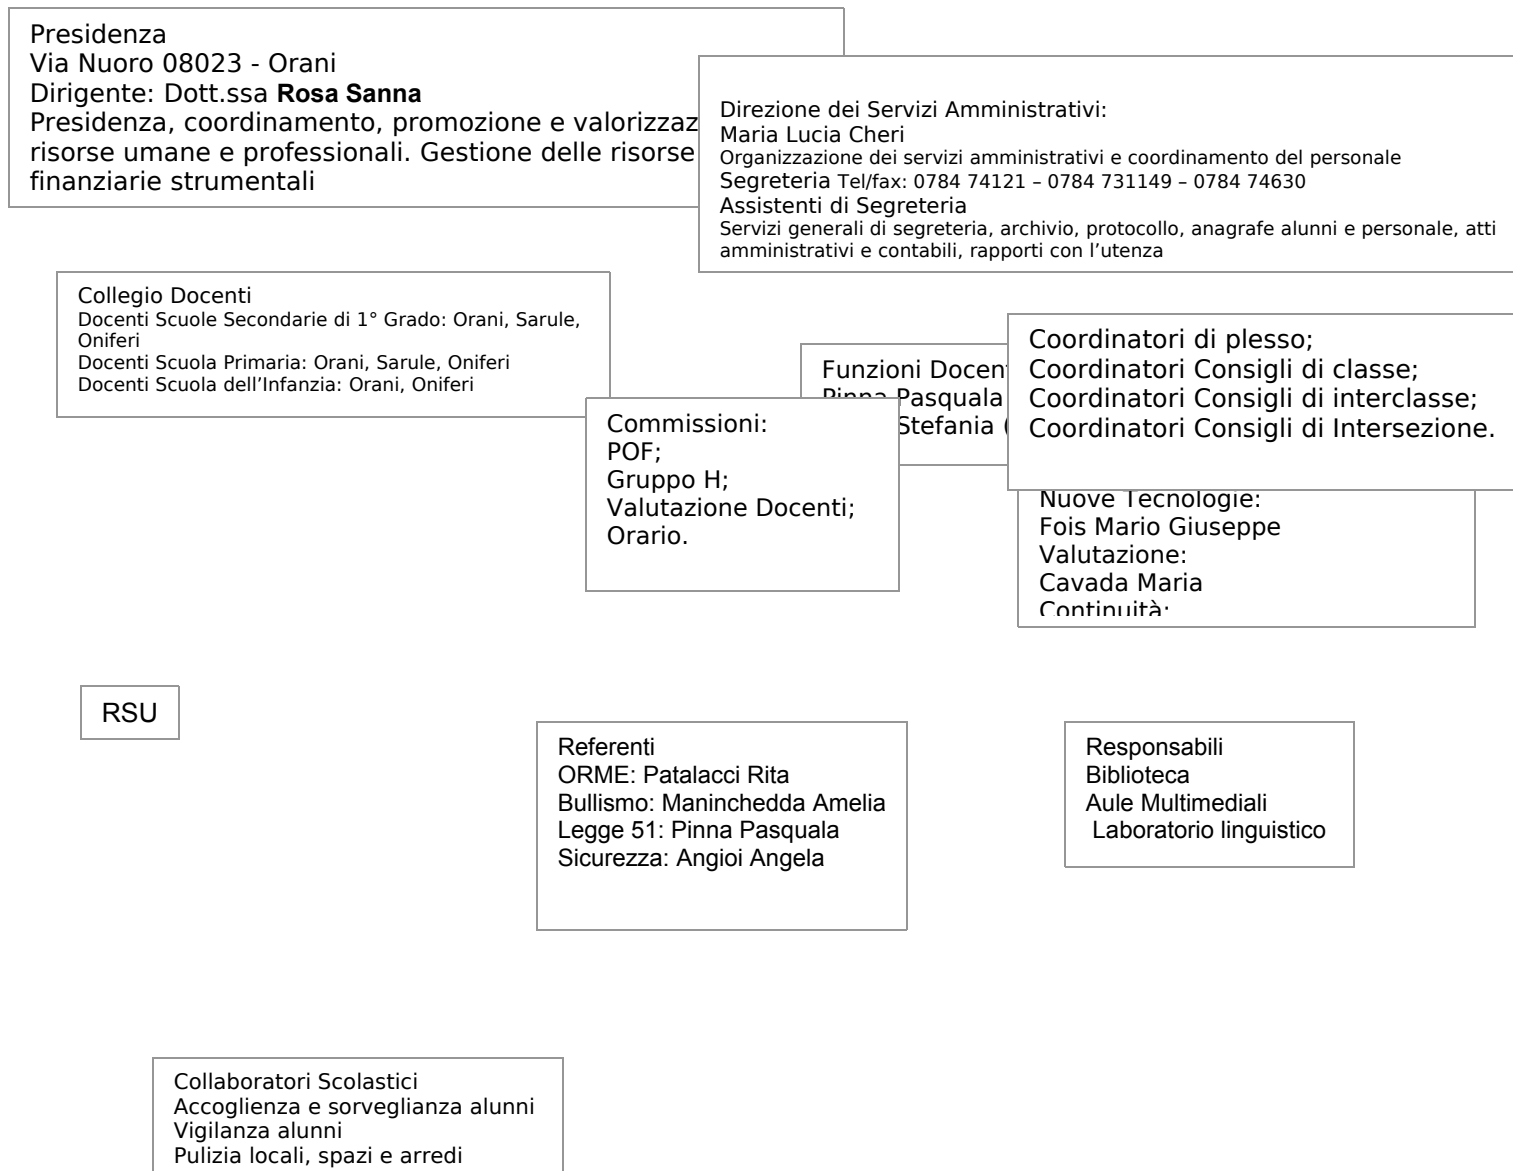 Presidenza
Via Nuoro 08023 - Orani
Dirigente: Dott.ssa Rosa Sanna
Presidenza, coordinamento, promozione e
risorse umane e professionali. Gestione delle risorse
finanziarie strumentali
Direzione dei Servizi Amministrativi:
Maria Lucia Cheri
Organizzazione dei servizi amministrativi e coordinamento del personale
Segreteria Tel/fax: 0784 74121 – 0784 731149 – 0784 74630
Assistenti di Segreteria
Servizi generali di segreteria, archivio, protocollo, anagrafe alunni e personale, atti
amministrativi e contabili, rapporti con l’utenza
Collegio Docenti
Docenti Scuole Secondarie di 1° Grado: Orani, Sarule,
Oniferi
Docenti Scuola Primaria: Orani, Sarule, Oniferi
Docenti Scuola dell’Infanzia: Orani, Oniferi
Funzioni
Pinna Pasquala
Stefania
Coordinatori di plesso;
Coordinatori Consigli di classe;
Coordinatori Consigli di interclasse;
Coordinatori Consigli di Intersezione.
Commissioni:
POF;
Gruppo H;
Valutazione Docenti;
Orario.
Nuove Tecnologie:
Fois Mario Giuseppe
Valutazione:
Cavada Maria
Continuità:
RSU
Referenti
ORME: Patalacci Rita
Bullismo: Maninchedda Amelia
Legge 51: Pinna Pasquala
Sicurezza: Angioi Angela
Responsabili
Biblioteca
Aule Multimediali
Laboratorio linguistico
Collaboratori Scolastici
Accoglienza e sorveglianza alunni
Vigilanza alunni
Pulizia locali, spazi e arredi